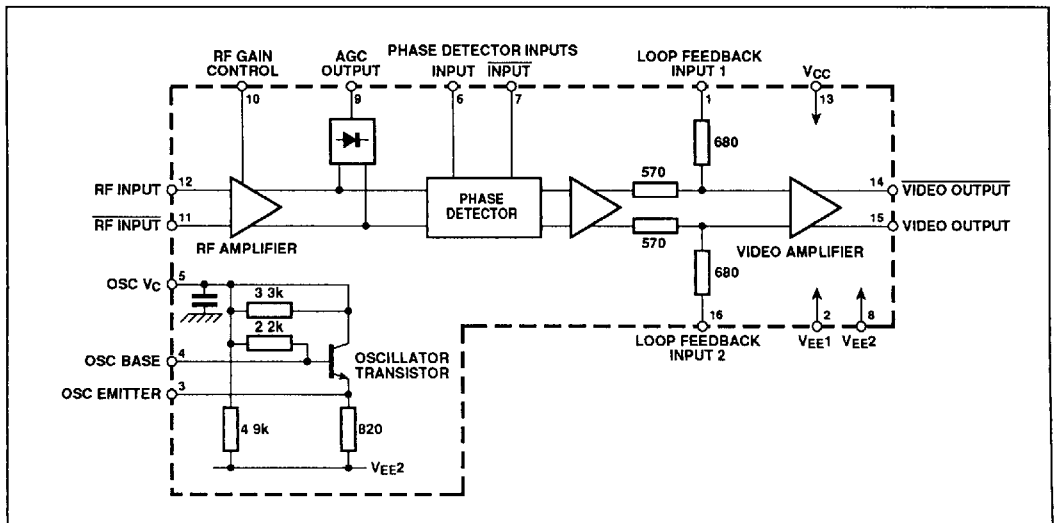 RF GAIN CONTROL
AGC OUTPUT
PHASE DETECTOR INPUTS
INPUT
INPUT
LOOP FEEDBACK INPUT 1
VCC
10
9
6
7
1
13
680
570
RF INPUT
12
14
VIDEO OUTPUT
PHASE DETECTOR
RF INPUT
11
15
VIDEO OUTPUT
RF AMPLIFIER
570
VIDEO AMPLIFIER
680
OSC VC
5
3 3k
2 2k
16
2
8
LOOP FEEDBACK INPUT 2
VEE1
VEE2
OSC BASE
4
OSCILLATOR TRANSISTOR
OSC EMITTER
3
4 9k
820
VEE2